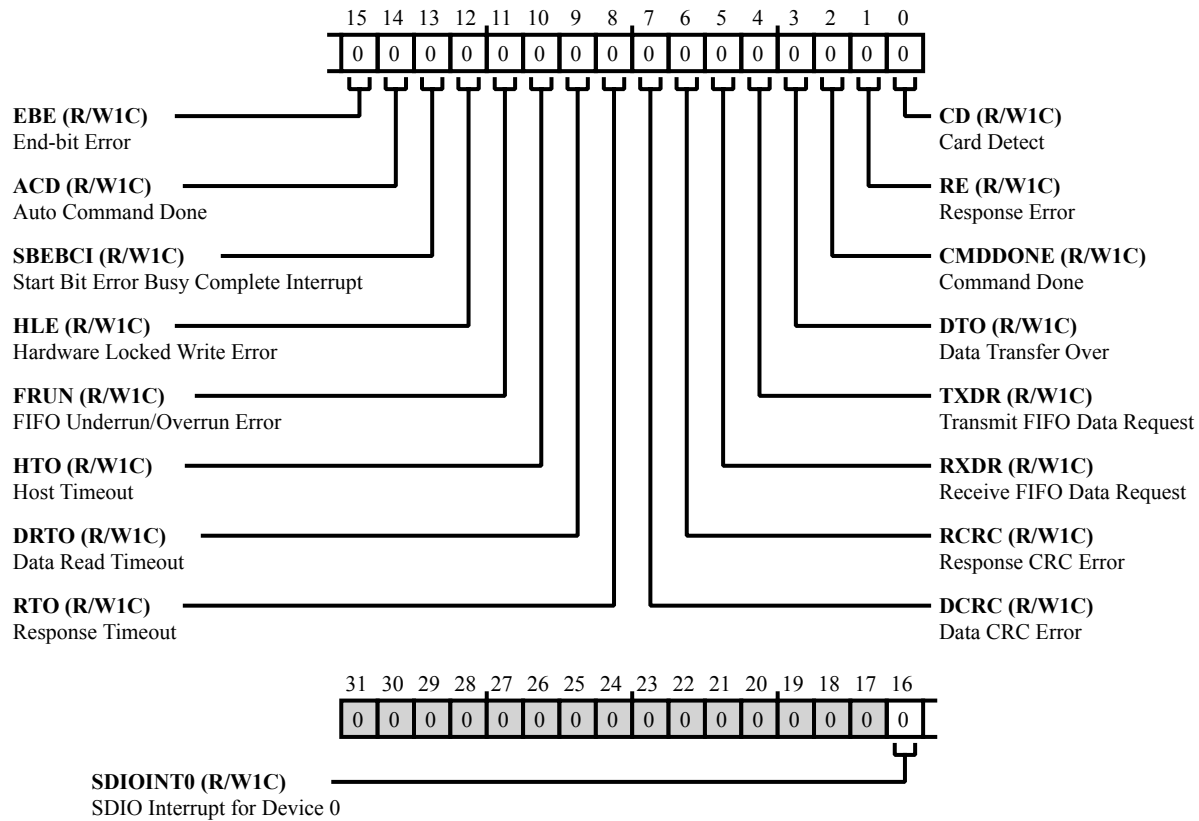 15 14 13 12 11 10 9 8 7 6 5 4 3 2 1 0
0 0 0 0 0 0 0 0 0 0 0 0 0 0 0 0
EBE (R/W1C)
End-bit Error
ACD (R/W1C)
Auto Command Done
SBEBCI (R/W1C)
Start Bit Error Busy Complete Interrupt
HLE (R/W1C)
Hardware Locked Write Error
FRUN (R/W1C)
FIFO Underrun/Overrun Error
HTO (R/W1C)
Host Timeout
DRTO (R/W1C)
Data Read Timeout
RTO (R/W1C)
Response Timeout
CD (R/W1C)
Card Detect
RE (R/W1C)
Response Error
CMDDONE (R/W1C)
Command Done
DTO (R/W1C)
Data Transfer Over
TXDR (R/W1C)
Transmit FIFO Data Request
RXDR (R/W1C)
Receive FIFO Data Request
RCRC (R/W1C)
Response CRC Error
DCRC (R/W1C)
Data CRC Error
31 30 29 28 27 26 25 24 23 22 21 20 19 18 17 16
0 0 0 0 0 0 0 0 0 0 0 0 0 0 0 0
SDIOINT0 (R/W1C)
SDIO Interrupt for Device 0